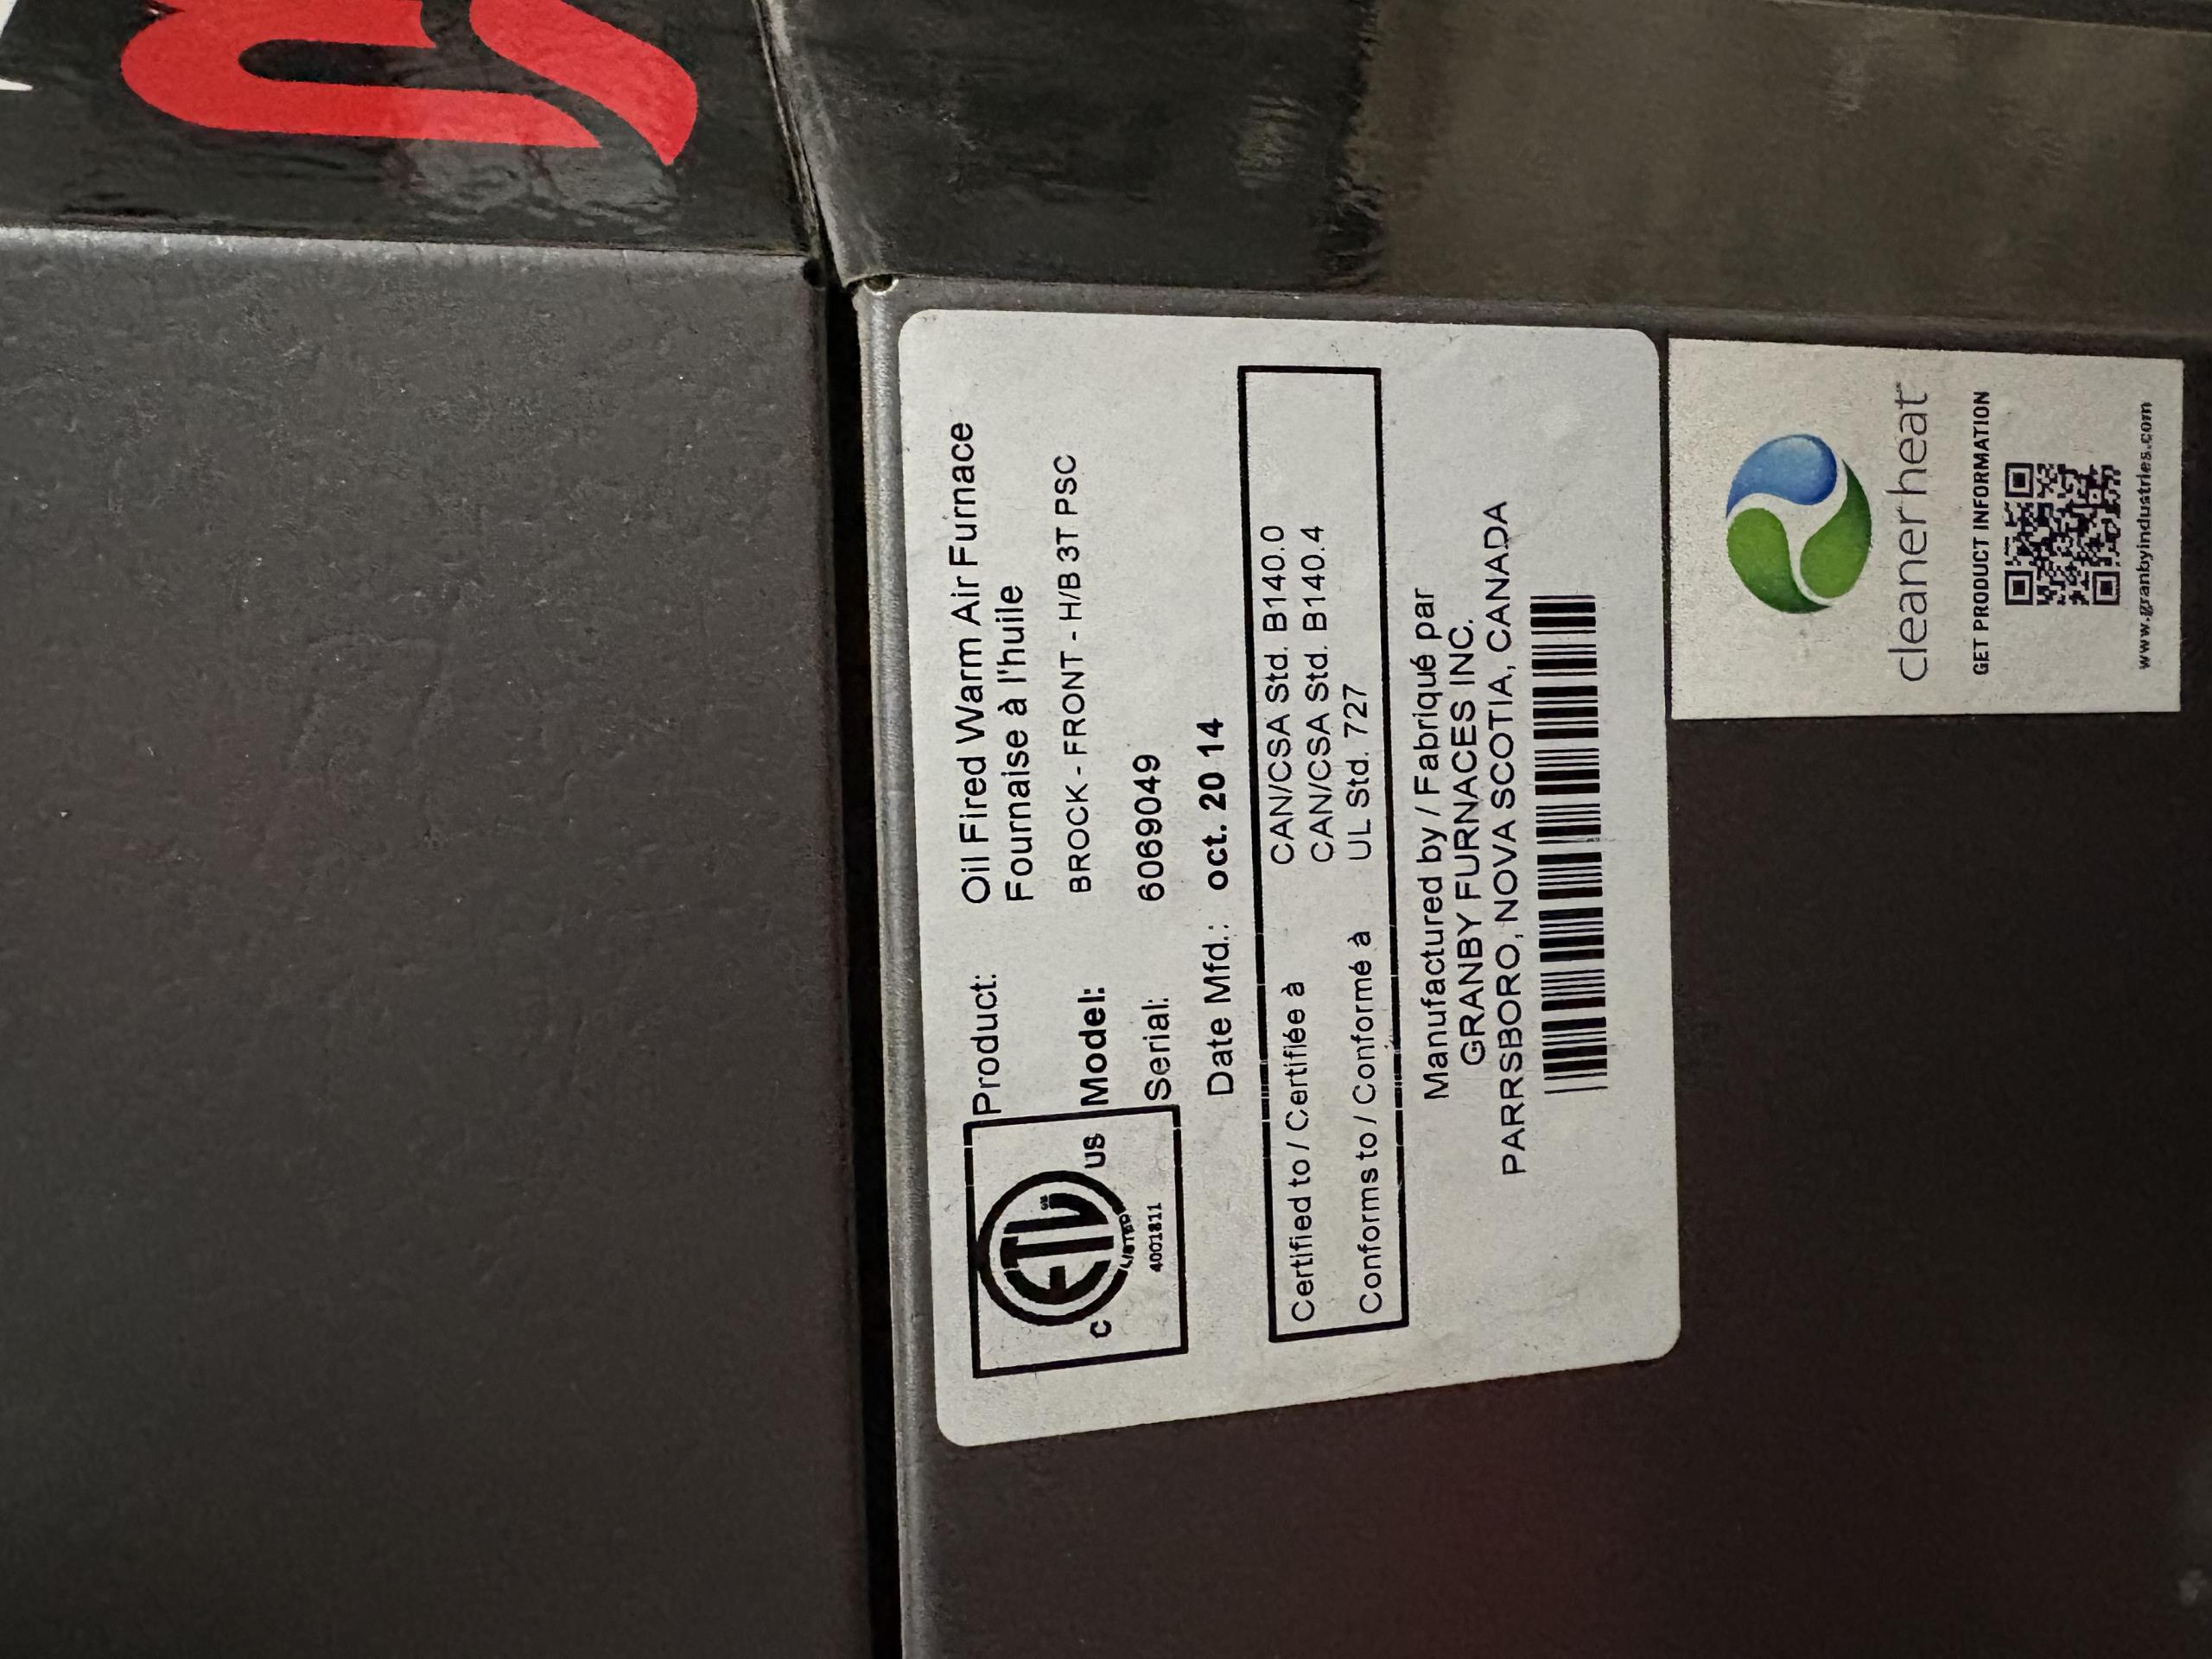 Product: Oil Fired Warm Air Furnace
Fournaise à l'huile
Model: BROCK - FRONT - H/B 3T PSC
Serial: 6069049
Date Mfd.: oct. 20 14
C ETL US
LISTED
4001811
Certified to / Certifiée à CAN/CSA Std. B140.0
CAN/CSA Std. B140.4
Conforms to / Conformé à UL Std. 727
Manufactured by / Fabriqué par
GRANBY FURNACES INC.
PARRSBORO, NOVA SCOTIA, CANADA
cleaner heat
GET PRODUCT INFORMATION
www.granbyindustries.com